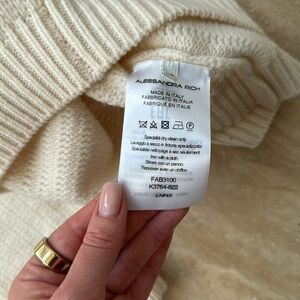 ALESSANDRA RICH
MADE IN ITALY
FABBRICATO IN ITALIA
FABRIQUÉ EN ITALIE
Specialist dry clean only
Lavaggio a secco in tintoria specializzata
Spécialiste nettoyage à sec seulement
Iron with a cloth
Stirare con un panno
Repasser avec un chiffon
FAB3100
K3764-822
JUMPER